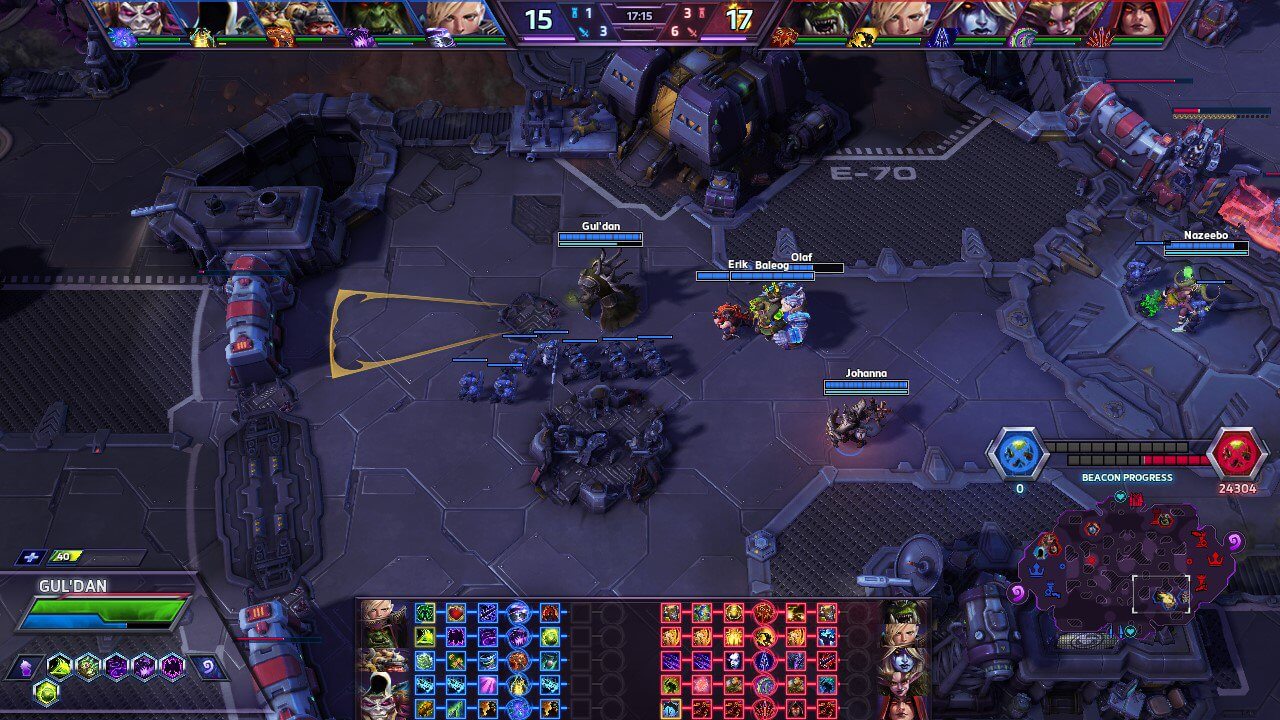 15
1
3
17:15
3
6
17
E-70
Gul'dan
Erik
Baleog
Olaf
Nazeebo
Johanna
BEACON PROGRESS
0
24304
40
GUL'DAN